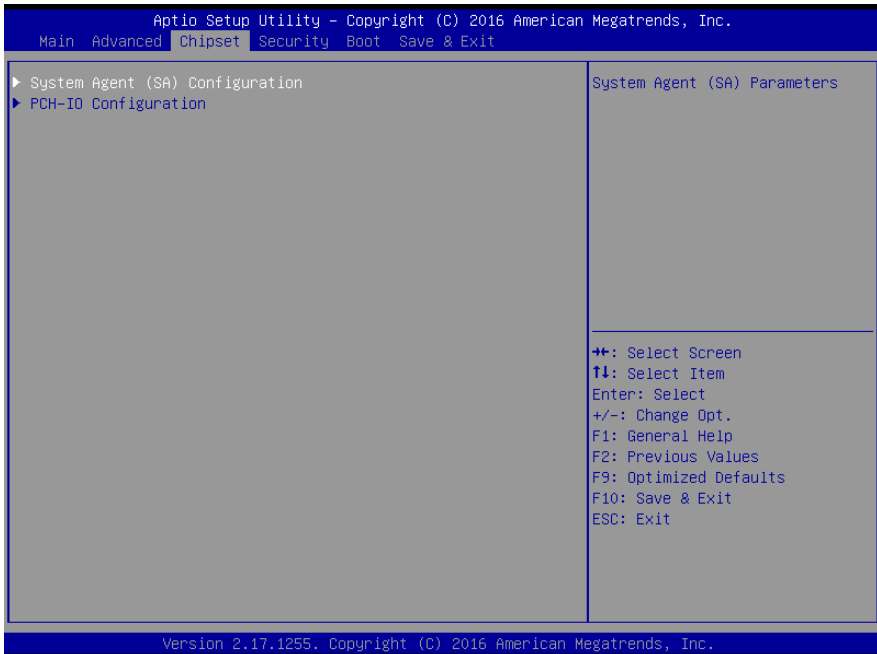 Aptio Setup Utility – Copyright (C) 2016 American Megatrends, Inc.
Main Advanced Chipset Security Boot Save & Exit
▶ System Agent (SA) Configuration
▶ PCH-IO Configuration
System Agent (SA) Parameters
→←: Select Screen
↑↓: Select Item
Enter: Select
+/-: Change Opt.
F1: General Help
F2: Previous Values
F9: Optimized Defaults
F10: Save & Exit
ESC: Exit
Version 2.17.1255. Copyright (C) 2016 American Megatrends, Inc.